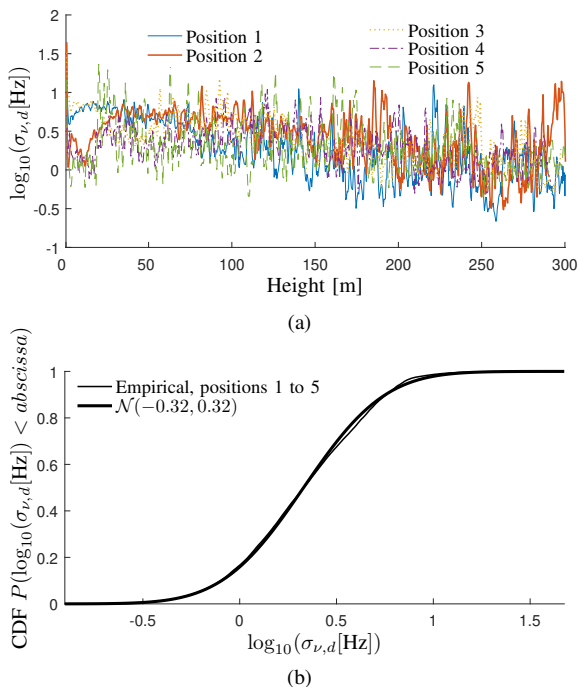 2
1.5
1
0.5
0
-0.5
-1
log₁₀(σ_{ν,d}[Hz])
Position 1
Position 2
Position 3
Position 4
Position 5
0 50 100 150 200 250 300
Height [m]
(a)
CDF P(log₁₀(σ_{ν,d}[Hz]) < abscissa)
1
0.8
0.6
0.4
0.2
0
Empirical, positions 1 to 5
𝒩(−0.32, 0.32)
-0.5 0 0.5 1 1.5
log₁₀(σ_{ν,d}[Hz])
(b)